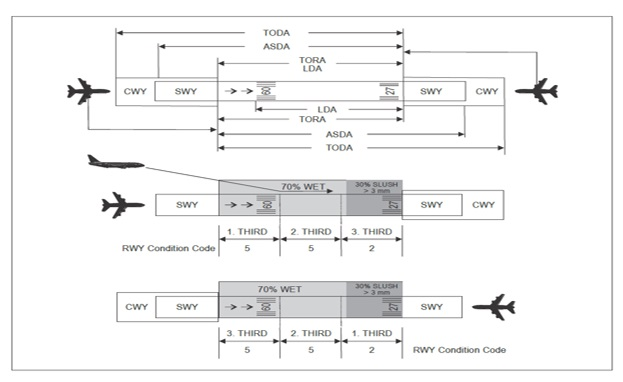 TODA
ASDA
TORA
LDA
CWY SWY 09 27 SWY CWY
LDA
TORA
ASDA
TODA
70% WET 30% SLUSH
> 3 mm
SWY 09 27 SWY CWY
1. THIRD 2. THIRD 3. THIRD
RWY Condition Code 5 5 2
70% WET 30% SLUSH
> 3 mm
CWY SWY 09 27 SWY
3. THIRD 2. THIRD 1. THIRD
5 5 2 RWY Condition Code